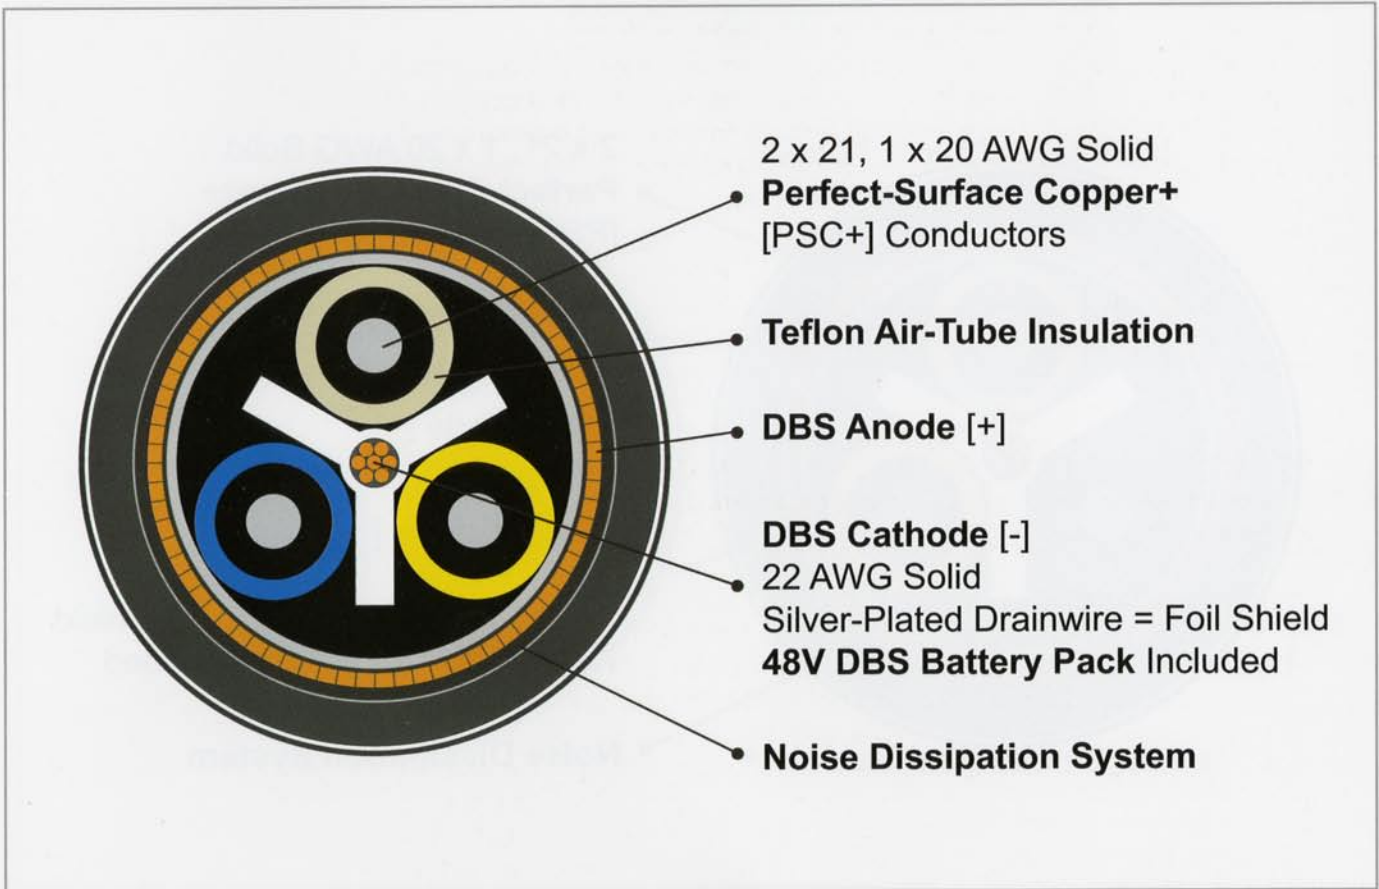 2 x 21, 1 x 20 AWG Solid
Perfect-Surface Copper+
[PSC+] Conductors
Teflon Air-Tube Insulation
DBS Anode [+]
DBS Cathode [-]
22 AWG Solid
Silver-Plated Drainwire = Foil Shield
48V DBS Battery Pack Included
Noise Dissipation System